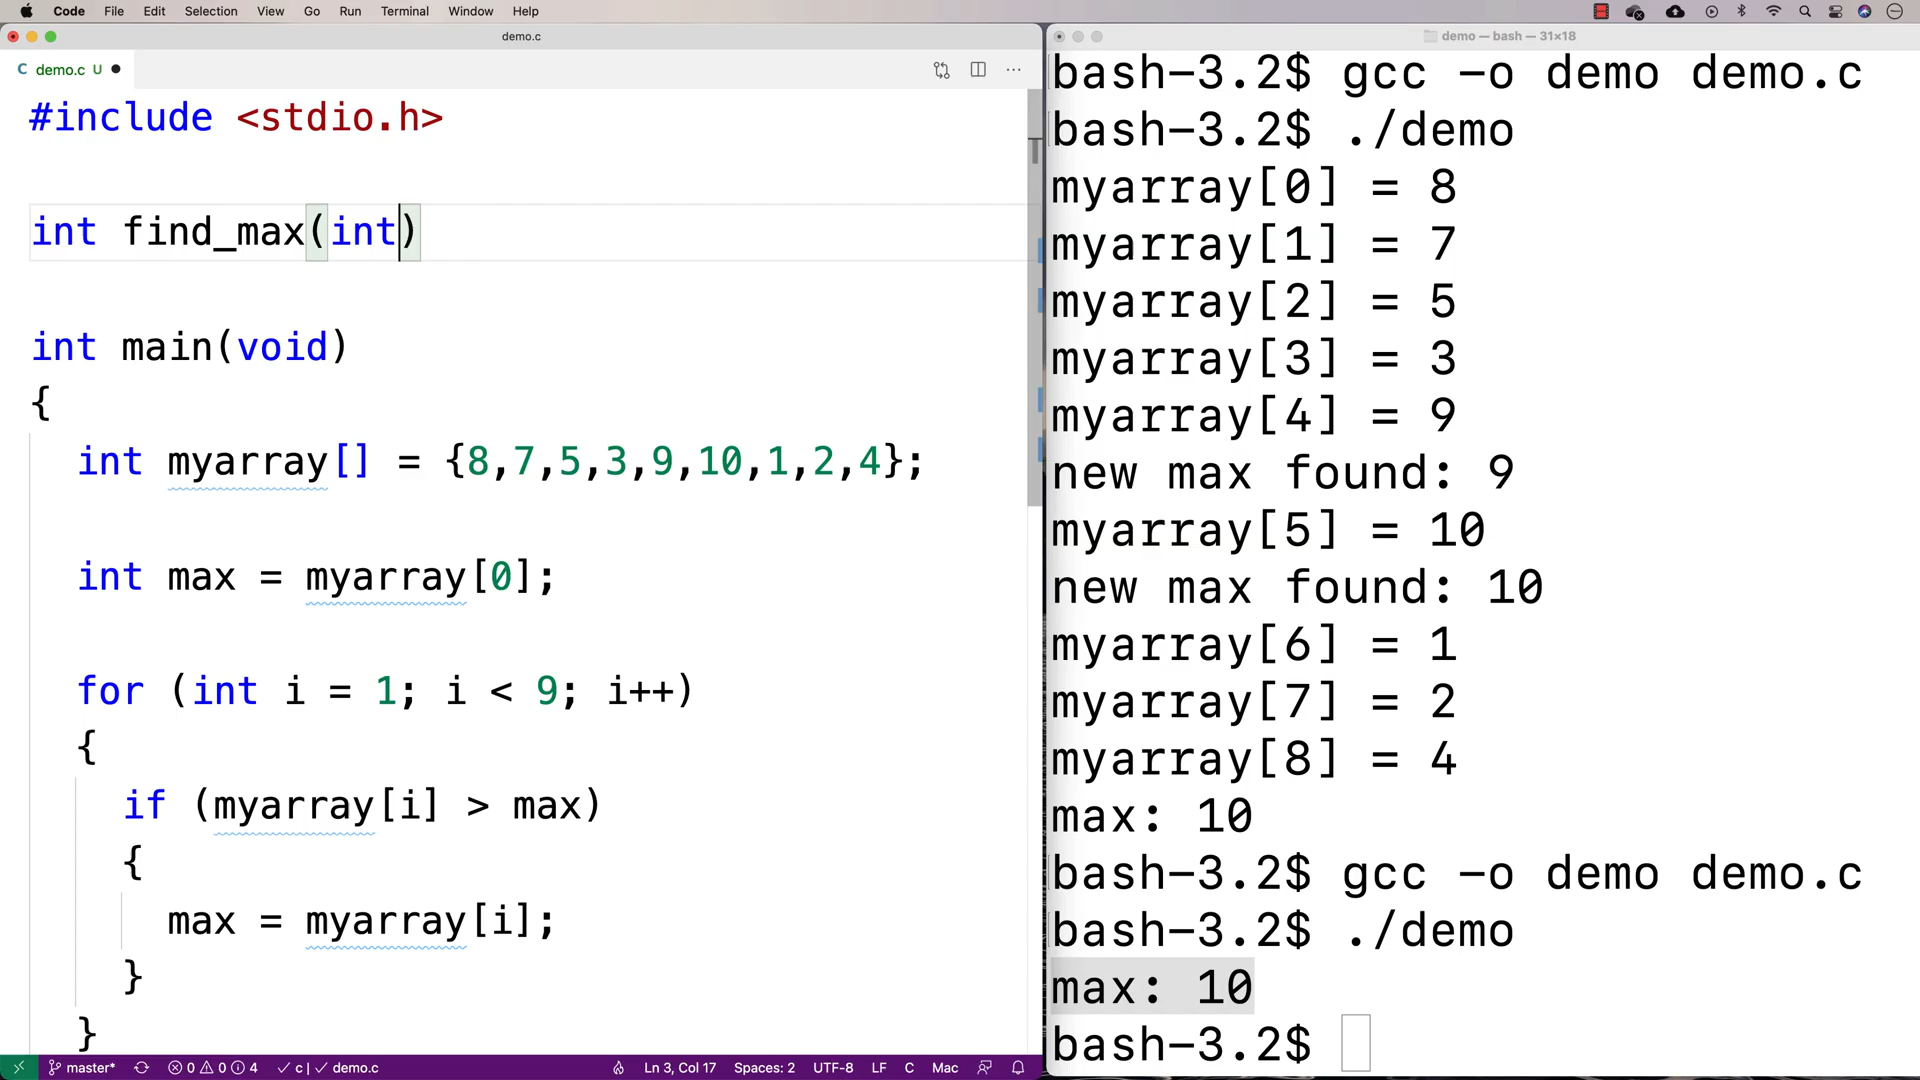 Code File Edit Selection View Go Run Terminal Window Help
demo.c
C demo.c U
#include <stdio.h>
int find_max(int)
int main(void)
{
int myarray[] = {8,7,5,3,9,10,1,2,4};
int max = myarray[0];
for (int i = 1; i < 9; i++)
{
if (myarray[i] > max)
{
max = myarray[i];
}
}
master* 0 0 4 c | demo.c Ln 3, Col 17 Spaces: 2 UTF-8 LF C Mac
demo — bash — 31×18
bash-3.2$ gcc -o demo demo.c
bash-3.2$ ./demo
myarray[0] = 8
myarray[1] = 7
myarray[2] = 5
myarray[3] = 3
myarray[4] = 9
new max found: 9
myarray[5] = 10
new max found: 10
myarray[6] = 1
myarray[7] = 2
myarray[8] = 4
max: 10
bash-3.2$ gcc -o demo demo.c
bash-3.2$ ./demo
max: 10
bash-3.2$